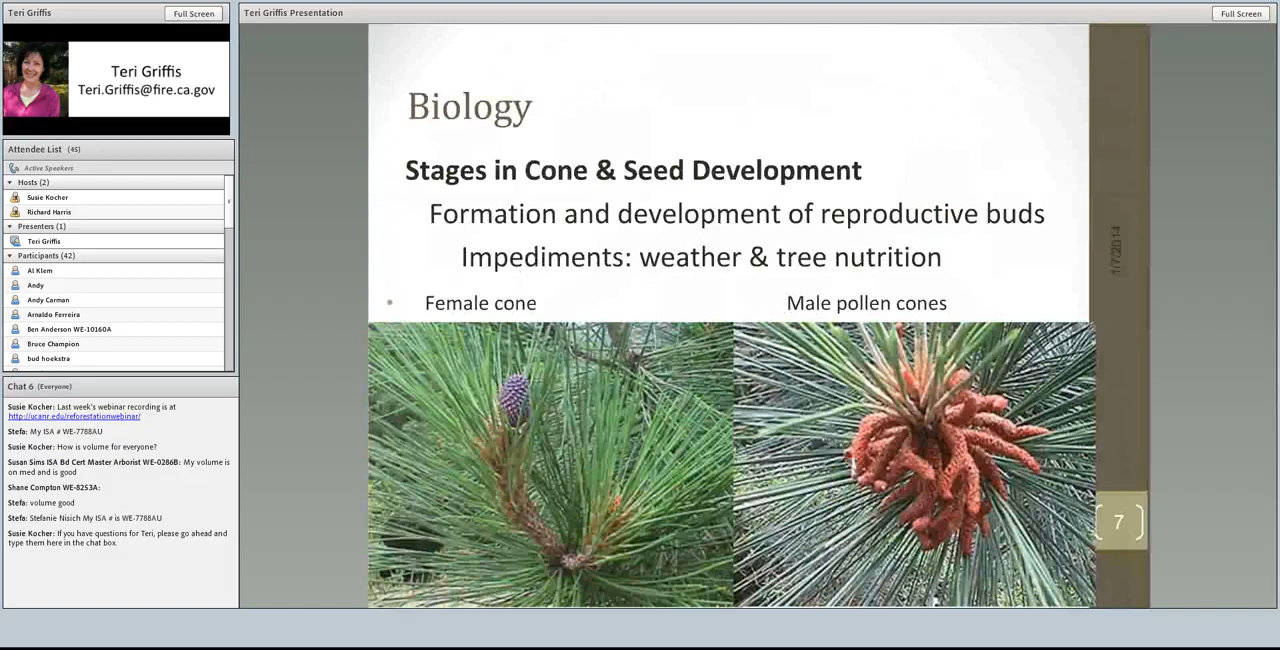 Teri Griffis
Full Screen
Teri Griffis
Teri.Griffis@fire.ca.gov
Attendee List (45)
Active Speakers
Hosts (2)
Susie Kocher
Richard Harris
Presenters (1)
Teri Griffis
Participants (42)
Al Klem
Andy
Andy Carman
Arnaldo Ferreira
Ben Anderson WE-10160A
Bruce Champion
bud hoekstra
Chat 6 (Everyone)
Susie Kocher: Last week's webinar recording is at
http://ucanr.edu/reforestationwebinar/
Stefa: My ISA # WE-7788AU
Susie Kocher: How is volume for everyone?
Susan Sims ISA Bd Cert Master Arborist WE-0286B: My volume is
on med and is good
Shane Compton WE-8253A:
Stefa: volume good
Stefa: Stefanie Nisich My ISA # is WE-7788AU
Susie Kocher: If you have questions for Teri, please go ahead and
type them here in the chat box.
Teri Griffis Presentation
Full Screen
Biology
Stages in Cone & Seed Development
Formation and development of reproductive buds
Impediments: weather & tree nutrition
• Female cone Male pollen cones
1/7/2014
7